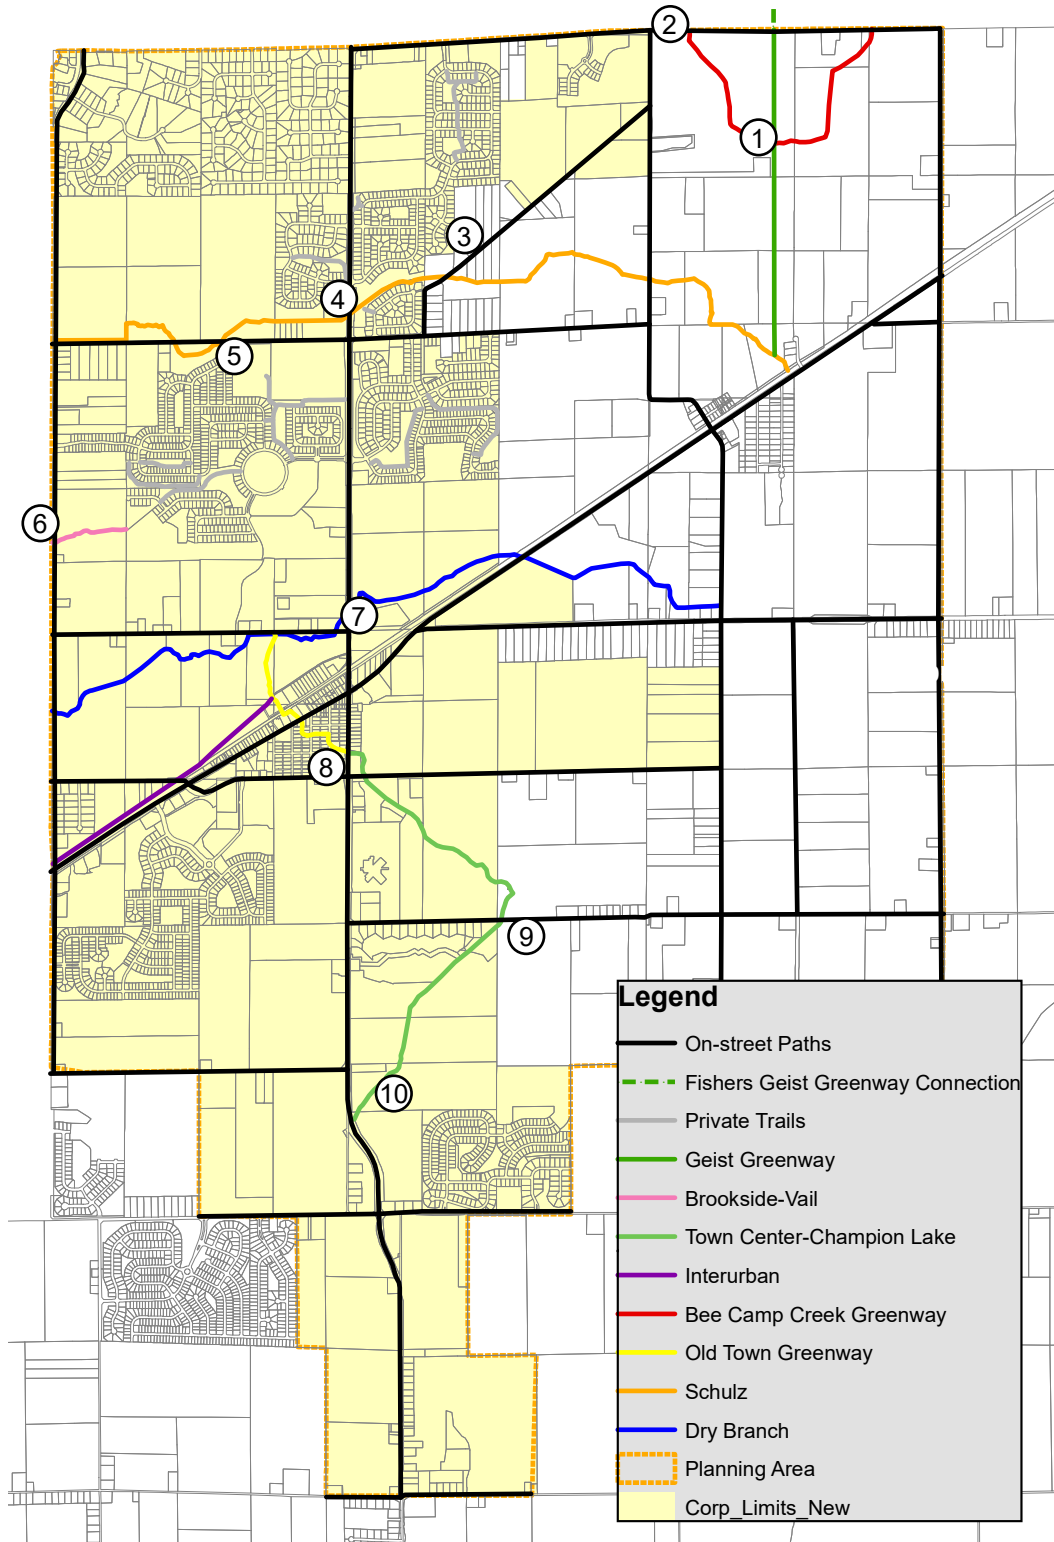 2
1
3
4
5
6
7
8
9
10
Legend
On-street Paths
Fishers Geist Greenway Connection
Private Trails
Geist Greenway
Brookside-Vail
Town Center-Champion Lake
Interurban
Bee Camp Creek Greenway
Old Town Greenway
Schulz
Dry Branch
Planning Area
Corp_Limits_New